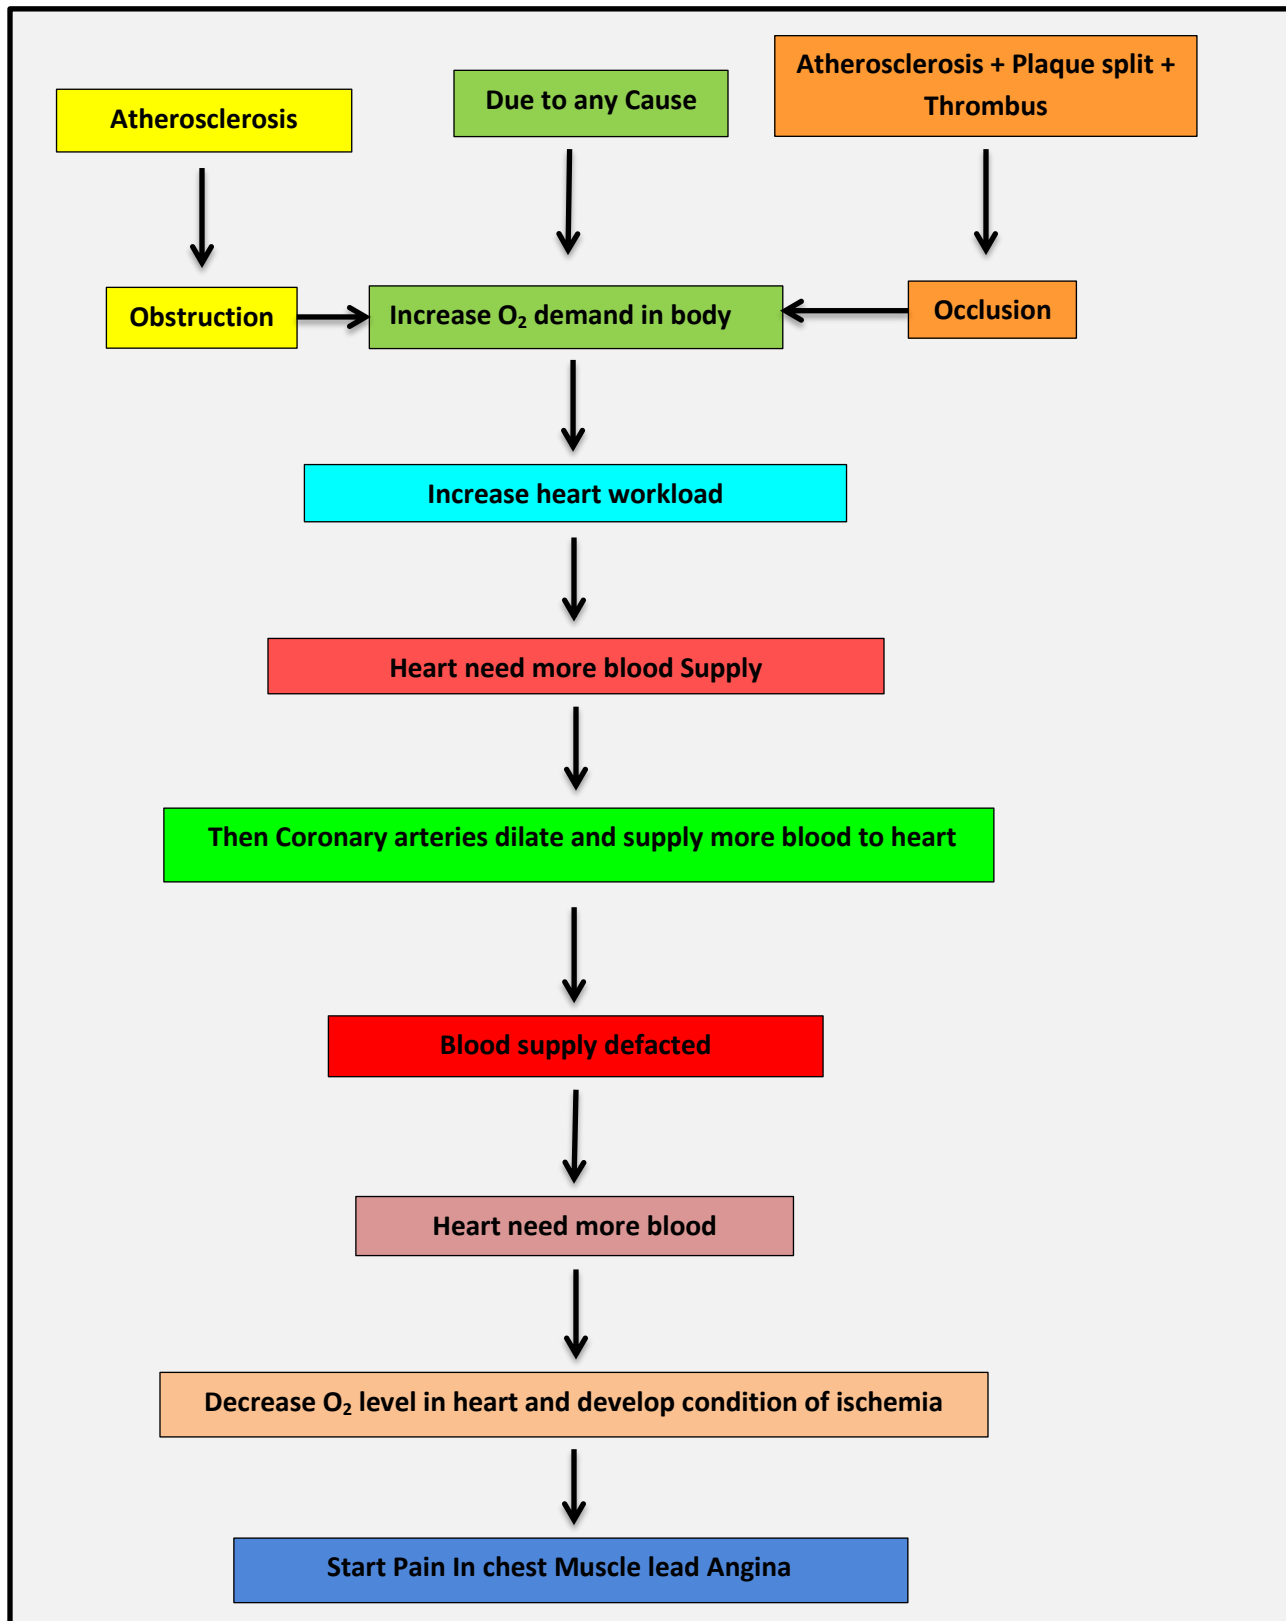 Atherosclerosis
Due to any Cause
Atherosclerosis + Plaque split +
Thrombus
Obstruction
Increase O₂ demand in body
Occlusion
Increase heart workload
Heart need more blood Supply
Then Coronary arteries dilate and supply more blood to heart
Blood supply defacted
Heart need more blood
Decrease O₂ level in heart and develop condition of ischemia
Start Pain In chest Muscle lead Angina